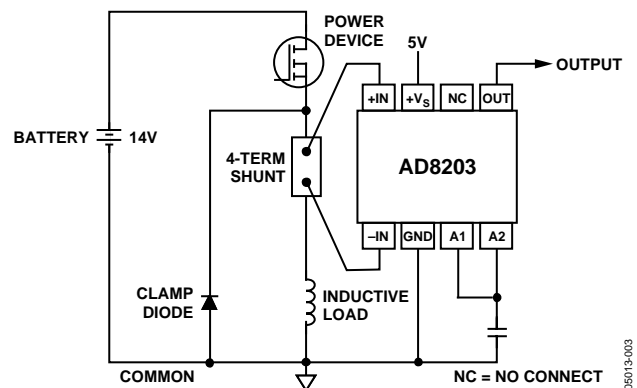 POWER
DEVICE
5V
OUTPUT
+IN
+VS
NC
OUT
BATTERY
14V
4-TERM
SHUNT
AD8203
–IN
GND
A1
A2
CLAMP
DIODE
INDUCTIVE
LOAD
COMMON
NC = NO CONNECT
05013-003